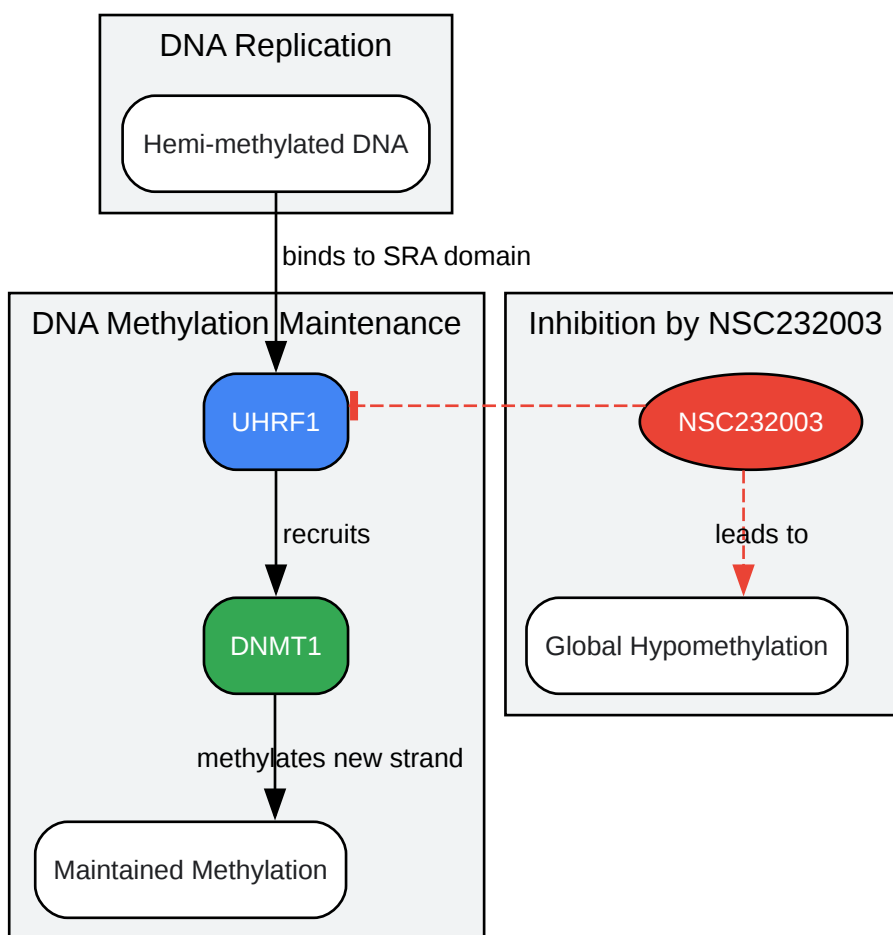 DNA Replication
Hemi-methylated DNA
binds to SRA domain
DNA Methylation Maintenance
UHRF1
recruits
DNMT1
methylates new strand
Maintained Methylation
Inhibition by NSC232003
NSC232003
leads to
Global Hypomethylation